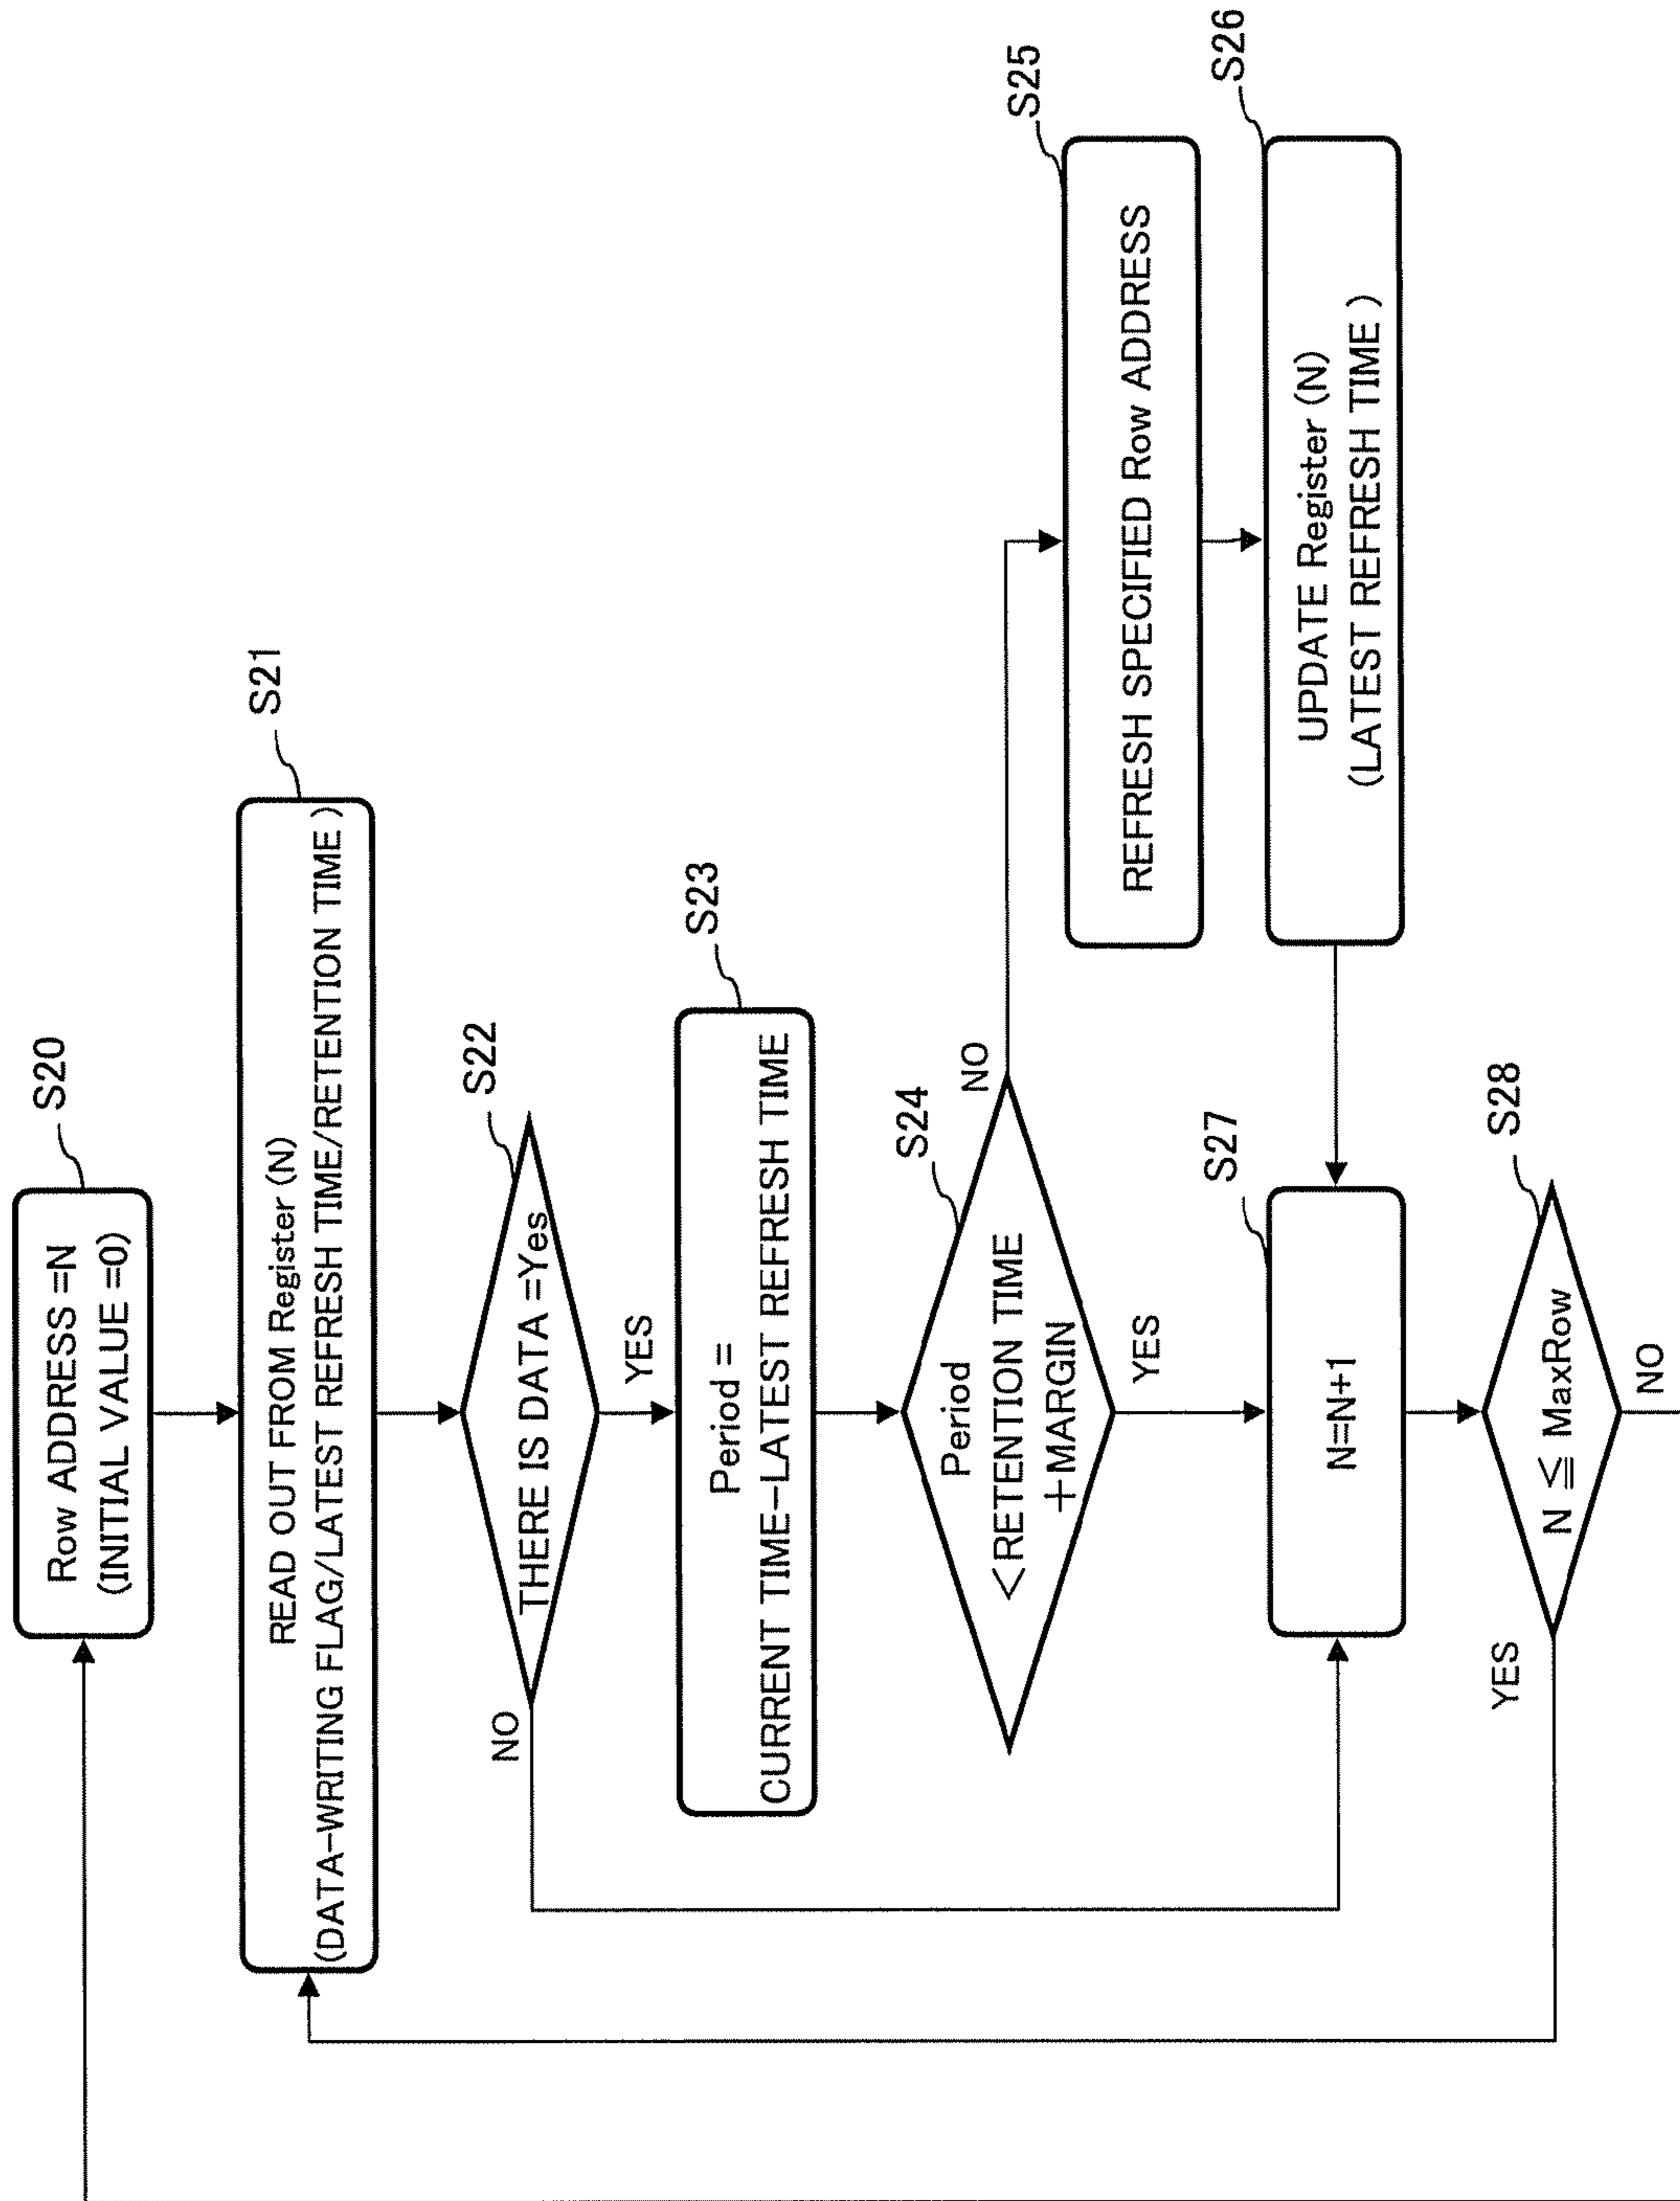 S20
Row ADDRESS =N
(INITIAL VALUE =0)
S21
READ OUT FROM Register (N)
(DATA-WRITING FLAG/LATEST REFRESH TIME/RETENTION TIME )
S22
THERE IS DATA =Yes
NO
YES
S23
Period =
CURRENT TIME-LATEST REFRESH TIME
S24
Period
<RETENTION TIME
+MARGIN
NO
YES
S25
REFRESH SPECIFIED Row ADDRESS
S26
UPDATE Register (N)
(LATEST REFRESH TIME )
S27
N=N+1
S28
N ≦ MaxRow
YES
NO